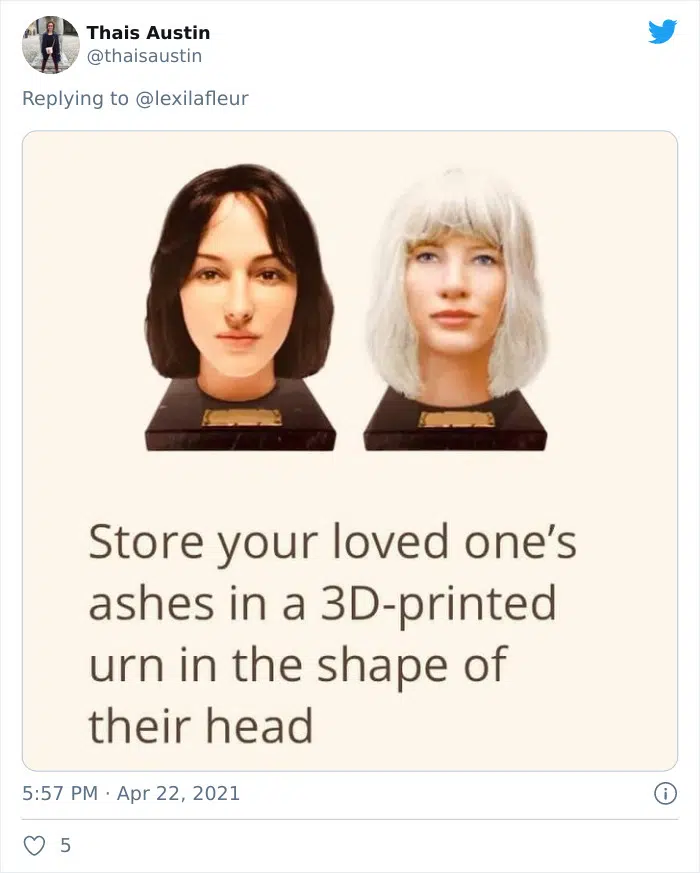 Thais Austin
@thaisaustin
Replying to @lexilafleur
Store your loved one’s
ashes in a 3D-printed
urn in the shape of
their head
5:57 PM · Apr 22, 2021
5